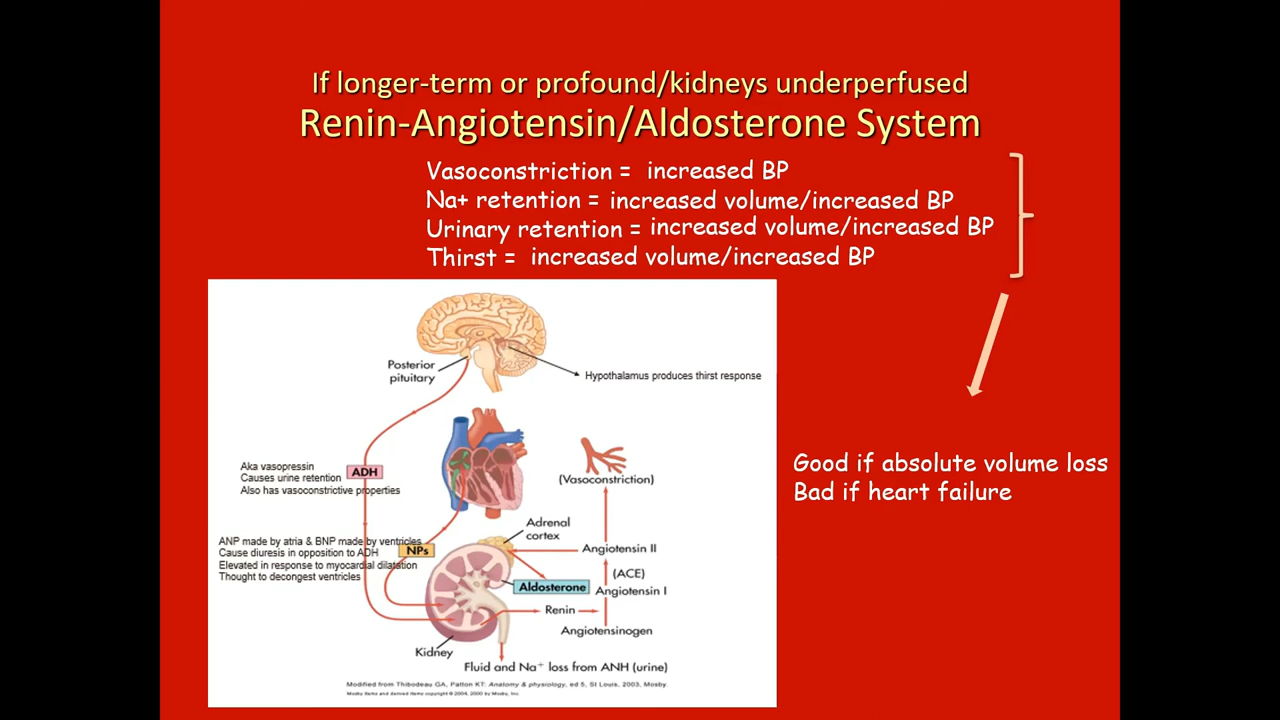 If longer-term or profound/kidneys underperfused
Renin-Angiotensin/Aldosterone System
Vasoconstriction = increased BP
Na+ retention = increased volume/increased BP
Urinary retention = increased volume/increased BP
Thirst = increased volume/increased BP
Posterior
pituitary
Hypothalamus produces thirst response
Aka vasopressin
Causes urine retention
Also has vasoconstrictive properties
ADH
(Vasoconstriction)
Good if absolute volume loss
Bad if heart failure
ANP made by atria & BNP made by ventricles
Cause diuresis in opposition to ADH
Elevated in response to myocardial dilatation
Thought to decongest ventricles
NPs
Adrenal
cortex
Angiotensin II
(ACE)
Aldosterone
Angiotensin I
Renin
Angiotensinogen
Kidney
Fluid and Na+ loss from ANH (urine)
Modified from Thibodeau GA, Patton KT: Anatomy & physiology, ed 5, St Louis, 2003, Mosby.
Mosby items and derived items copyright © 2004, 2000 by Mosby, Inc.